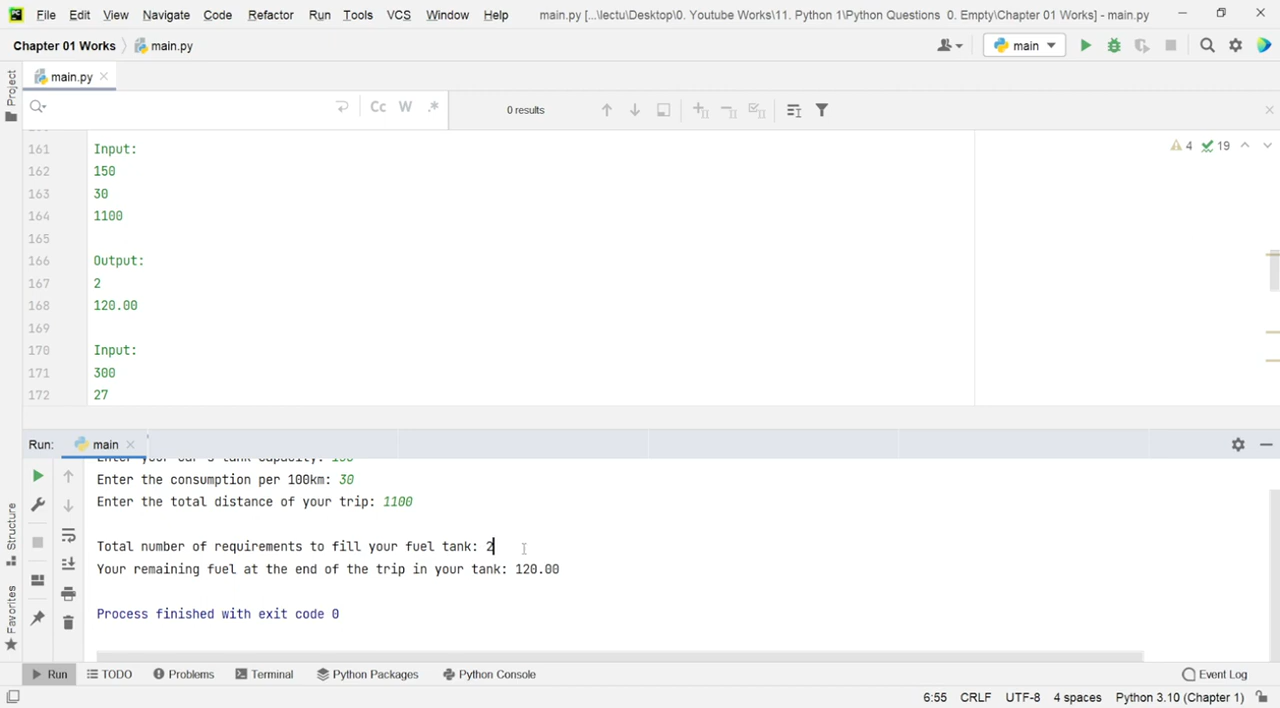 File Edit View Navigate Code Refactor Run Tools VCS Window Help main.py [...\lectu\Desktop\0. Youtube Works\11. Python 1\Python Questions 0. Empty\Chapter 01 Works] - main.py
Chapter 01 Works main.py main
Project
main.py
Cc W .* 0 results
161 Input:
162 150
163 30
164 1100
165
166 Output:
167 2
168 120.00
169
170 Input:
171 300
172 27
4 19
Run: main
Enter the consumption per 100km: 30
Enter the total distance of your trip: 1100
Total number of requirements to fill your fuel tank: 2
Your remaining fuel at the end of the trip in your tank: 120.00
Process finished with exit code 0
Structure
Favorites
Run TODO Problems Terminal Python Packages Python Console Event Log
6:55 CRLF UTF-8 4 spaces Python 3.10 (Chapter 1)